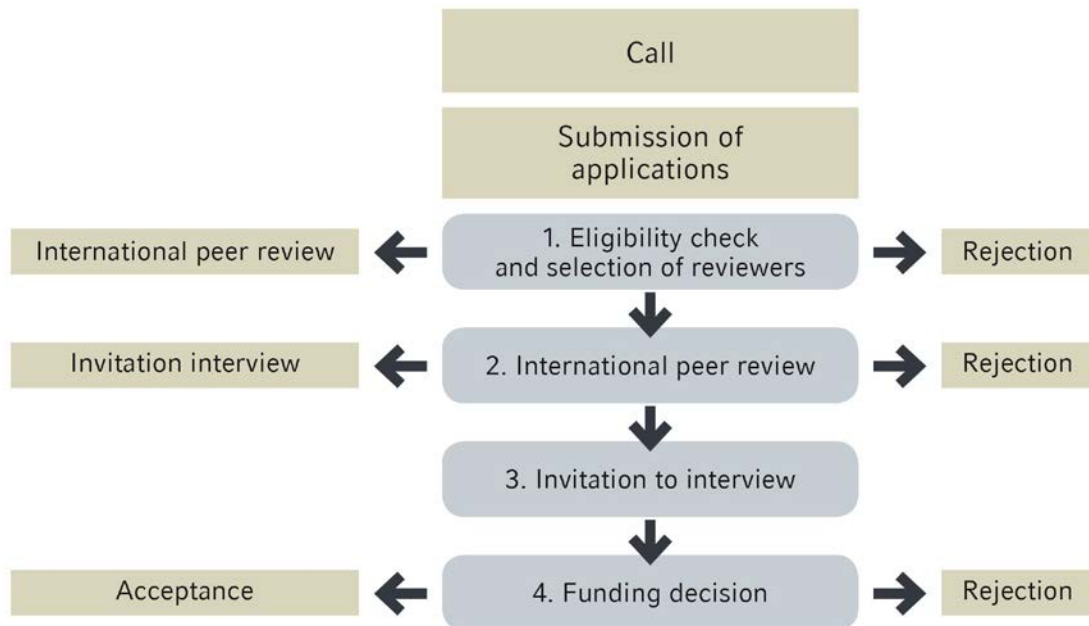 Call
Submission of
applications
International peer review
1. Eligibility check
and selection of reviewers
Rejection
Invitation interview
2. International peer review
Rejection
3. Invitation to interview
Acceptance
4. Funding decision
Rejection